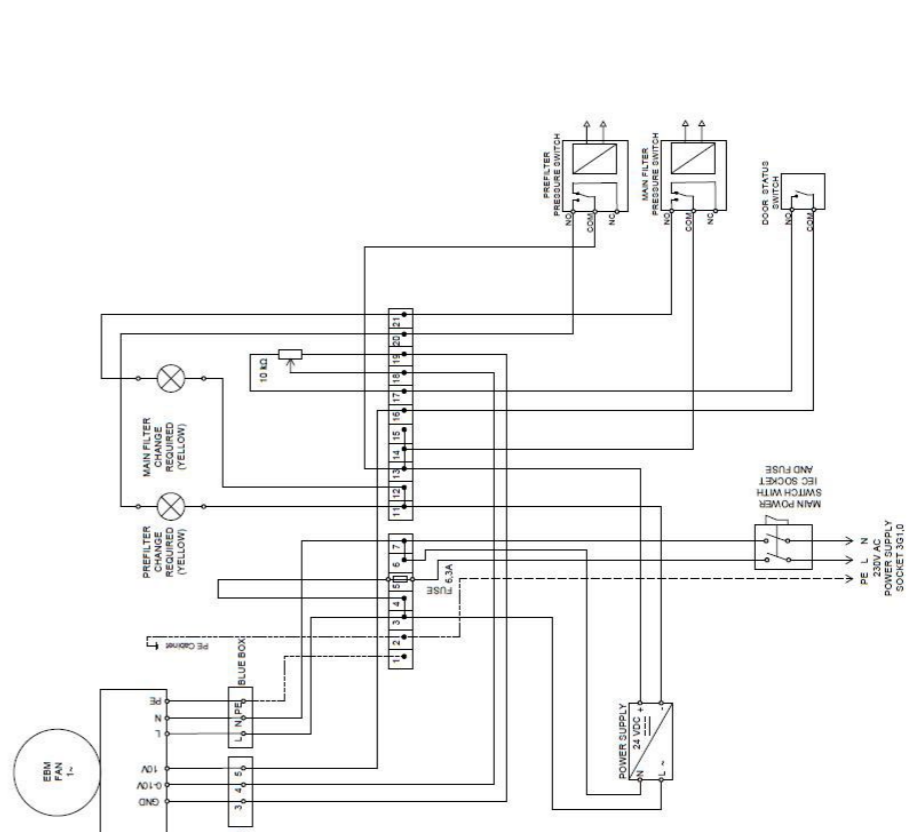 PREFILTER
PRESSURE SWITCH
NO
COM
NC
MAIN FILTER
PRESSURE SWITCH
NO
COM
NC
DOOR STATUS
SWITCH
NO
COM
21
20
19
18
17
16
15
14
13
12
11
10 kΩ
MAIN FILTER
CHANGE
REQUIRED
(YELLOW)
PREFILTER
CHANGE
REQUIRED
(YELLOW)
7
6
5
4
3
2
1
FUSE
6,3A
MAIN POWER
SWITCH WITH
IEC SOCKET
AND FUSE
PE L N
230V AC
POWER SUPPLY
SOCKET 3G1,0
PE Cabinet
BLUE BOX
L N PE
3 4 5
PE
N
L
10V
0-10V
GND
EBM
FAN
1~
POWER SUPPLY
24 VDC
+
-
N
L ~